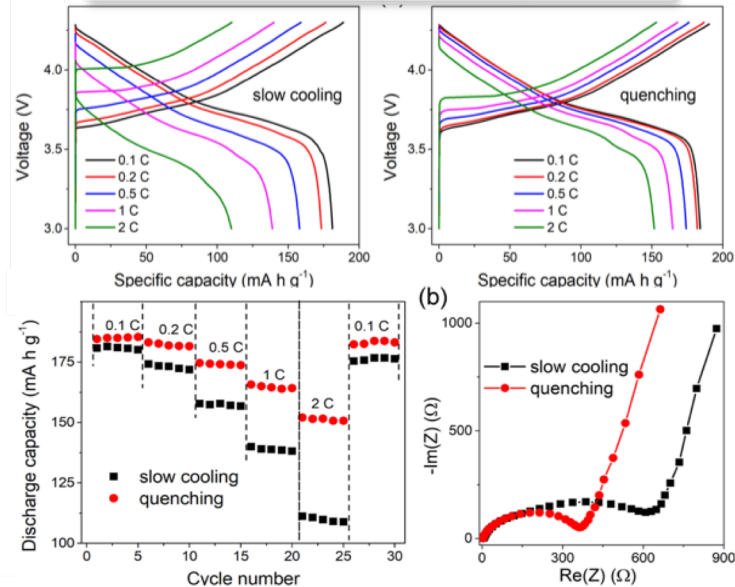 4.0
3.5
3.0
Voltage (V)
slow cooling
0.1 C
0.2 C
0.5 C
1 C
2 C
0 50 100 150 200
Specific capacity (mA h g⁻¹)
4.0
3.5
3.0
Voltage (V)
quenching
0.1 C
0.2 C
0.5 C
1 C
2 C
0 50 100 150 200
Specific capacity (mA h g⁻¹)
175
150
125
100
Discharge capacity (mA h g⁻¹)
0.1 C 0.2 C 0.5 C 1 C 2 C 0.1 C
slow cooling
quenching
0 5 10 15 20 25 30
Cycle number
(b)
1000
500
0
-Im(Z) (Ω)
slow cooling
quenching
0 300 600 900
Re(Z) (Ω)